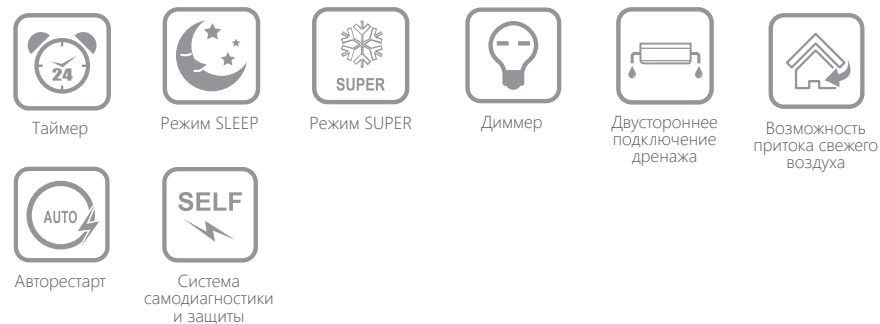 24
Таймер
Режим SLEEP
SUPER
Режим SUPER
Диммер
Двустороннее
подключение
дренажа
Возможность
притока свежего
воздуха
AUTO
Авторестарт
SELF
Система
самодиагностики
и защиты